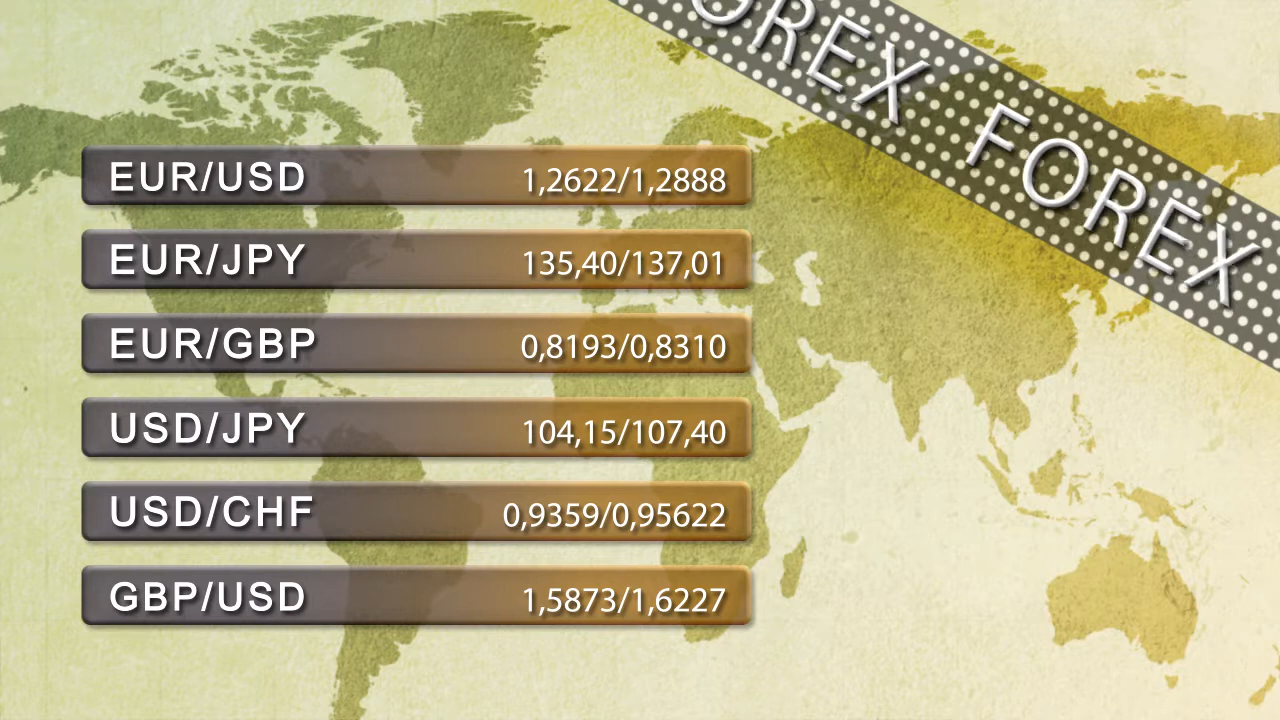 OREX FOREX
EUR/USD 1,2622/1,2888
EUR/JPY 135,40/137,01
EUR/GBP 0,8193/0,8310
USD/JPY 104,15/107,40
USD/CHF 0,9359/0,95622
GBP/USD 1,5873/1,6227